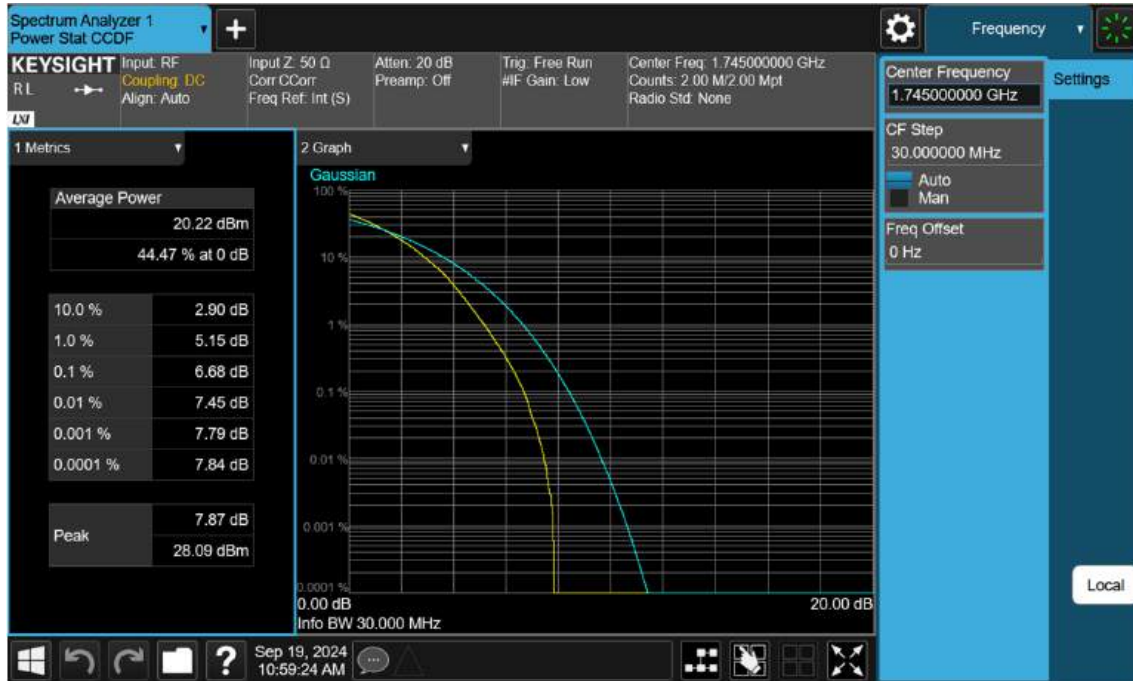 Spectrum Analyzer 1
Power Stat CCDF
Frequency
KEYSIGHT
R L
LXI
Input: RF
Coupling: DC
Align: Auto
Input Z: 50 Ω
Corr CCorr
Freq Ref: Int (S)
Atten: 20 dB
Preamp: Off
Trig: Free Run
#IF Gain: Low
Center Freq: 1.745000000 GHz
Counts: 2.00 M/2.00 Mpt
Radio Std: None
Center Frequency
1.745000000 GHz
Settings
CF Step
30.000000 MHz
Auto
Man
Freq Offset
0 Hz
1 Metrics
Average Power
20.22 dBm
44.47 % at 0 dB
10.0 % 2.90 dB
1.0 % 5.15 dB
0.1 % 6.68 dB
0.01 % 7.45 dB
0.001 % 7.79 dB
0.0001 % 7.84 dB
Peak
7.87 dB
28.09 dBm
2 Graph
Gaussian
100 %
10 %
1 %
0.1 %
0.01 %
0.001 %
0.0001 %
0.00 dB 20.00 dB
Info BW 30.000 MHz
Local
?
Sep 19, 2024
10:59:24 AM